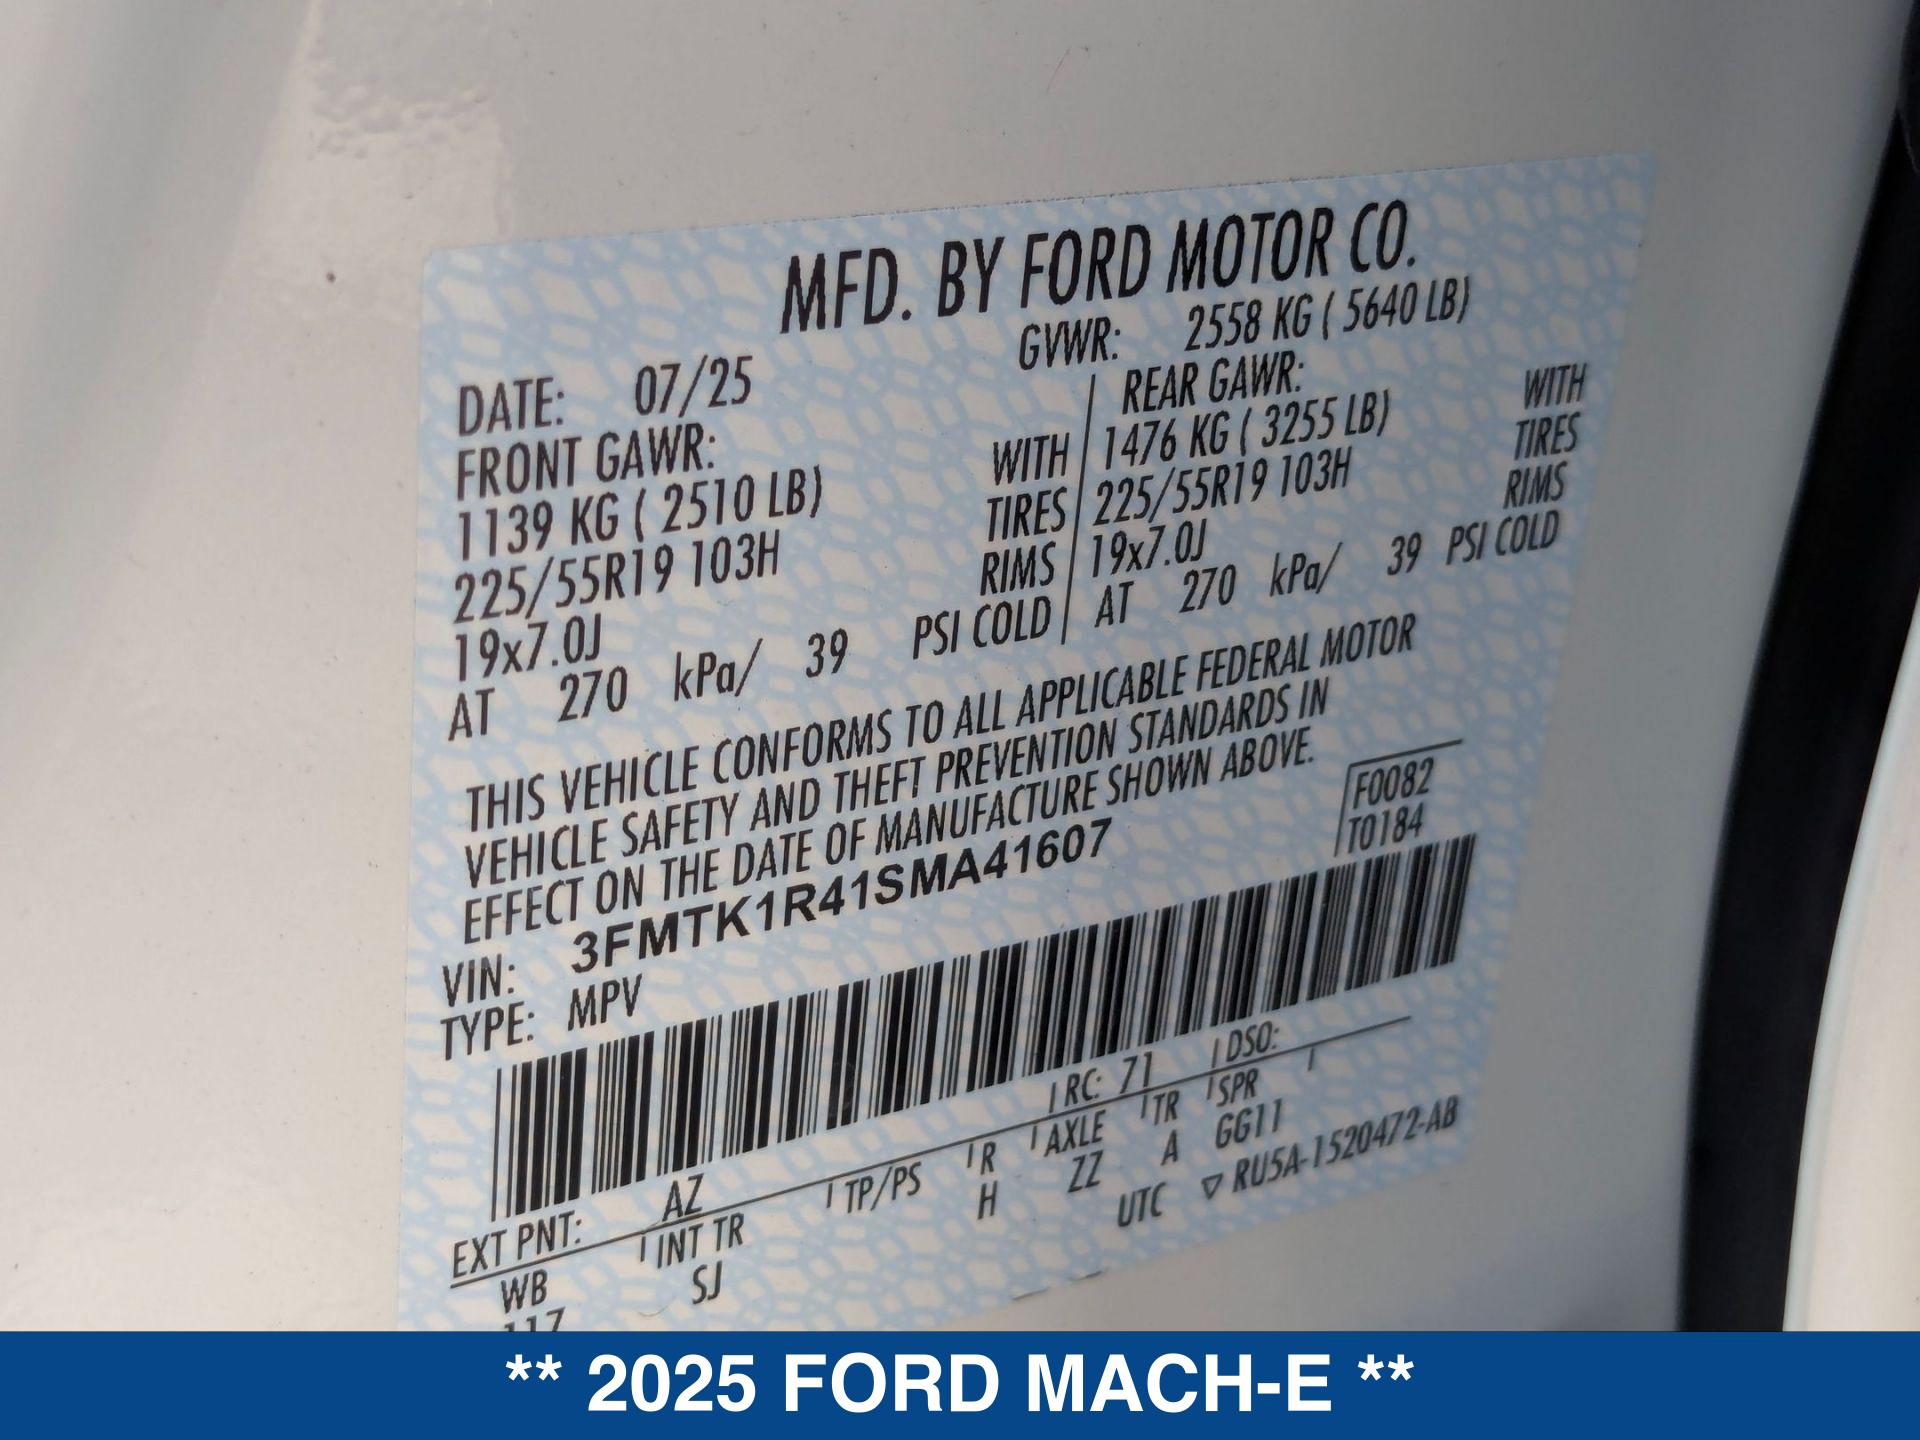 MFD. BY FORD MOTOR CO.
DATE: 07/25 GVWR: 2558 KG ( 5640 LB)
FRONT GAWR: REAR GAWR:
1139 KG ( 2510 LB) WITH 1476 KG ( 3255 LB) WITH
225/55R19 103H TIRES 225/55R19 103H TIRES
19x7.0J RIMS 19x7.0J RIMS
AT 270 kPa/ 39 PSI COLD AT 270 kPa/ 39 PSI COLD
THIS VEHICLE CONFORMS TO ALL APPLICABLE FEDERAL MOTOR
VEHICLE SAFETY AND THEFT PREVENTION STANDARDS IN
EFFECT ON THE DATE OF MANUFACTURE SHOWN ABOVE.
F0082
VIN: 3FMTK1R41SMA41607 T0184
TYPE: MPV
EXT PNT: AZ RC: 71 DSO:
WB INT TR TP/PS R AXLE TR SPR
117 SJ H ZZ A GG11
UTC ▽ RU5A-1520472-AB
** 2025 FORD MACH-E **